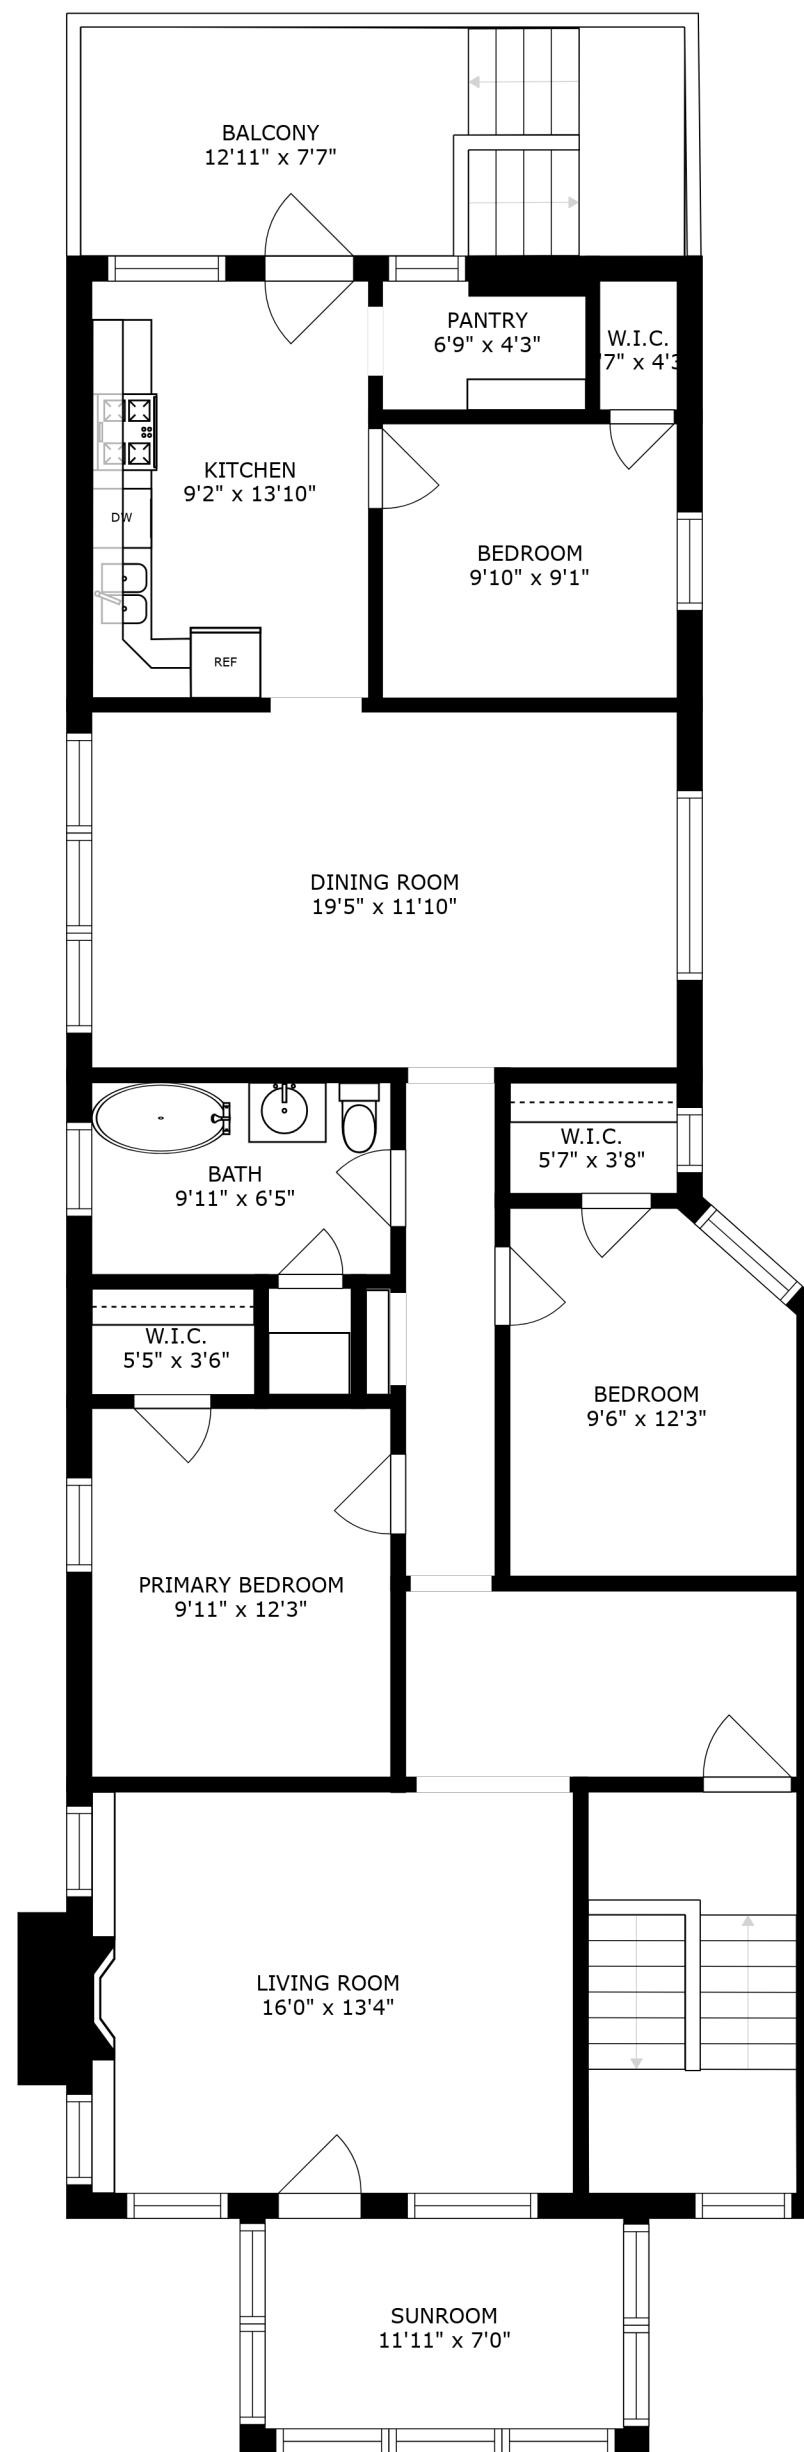 BALCONY
12'11" x 7'7"
PANTRY
6'9" x 4'3"
W.I.C.
KITCHEN
9'2" x 13'10"
DW
BEDROOM
9'10" x 9'1"
REF
DINING ROOM
19'5" x 11'10"
W.I.C.
5'7" x 3'8"
BATH
9'11" x 6'5"
W.I.C.
5'5" x 3'6"
BEDROOM
9'6" x 12'3"
PRIMARY BEDROOM
9'11" x 12'3"
LIVING ROOM
16'0" x 13'4"
SUNROOM
11'11" x 7'0"